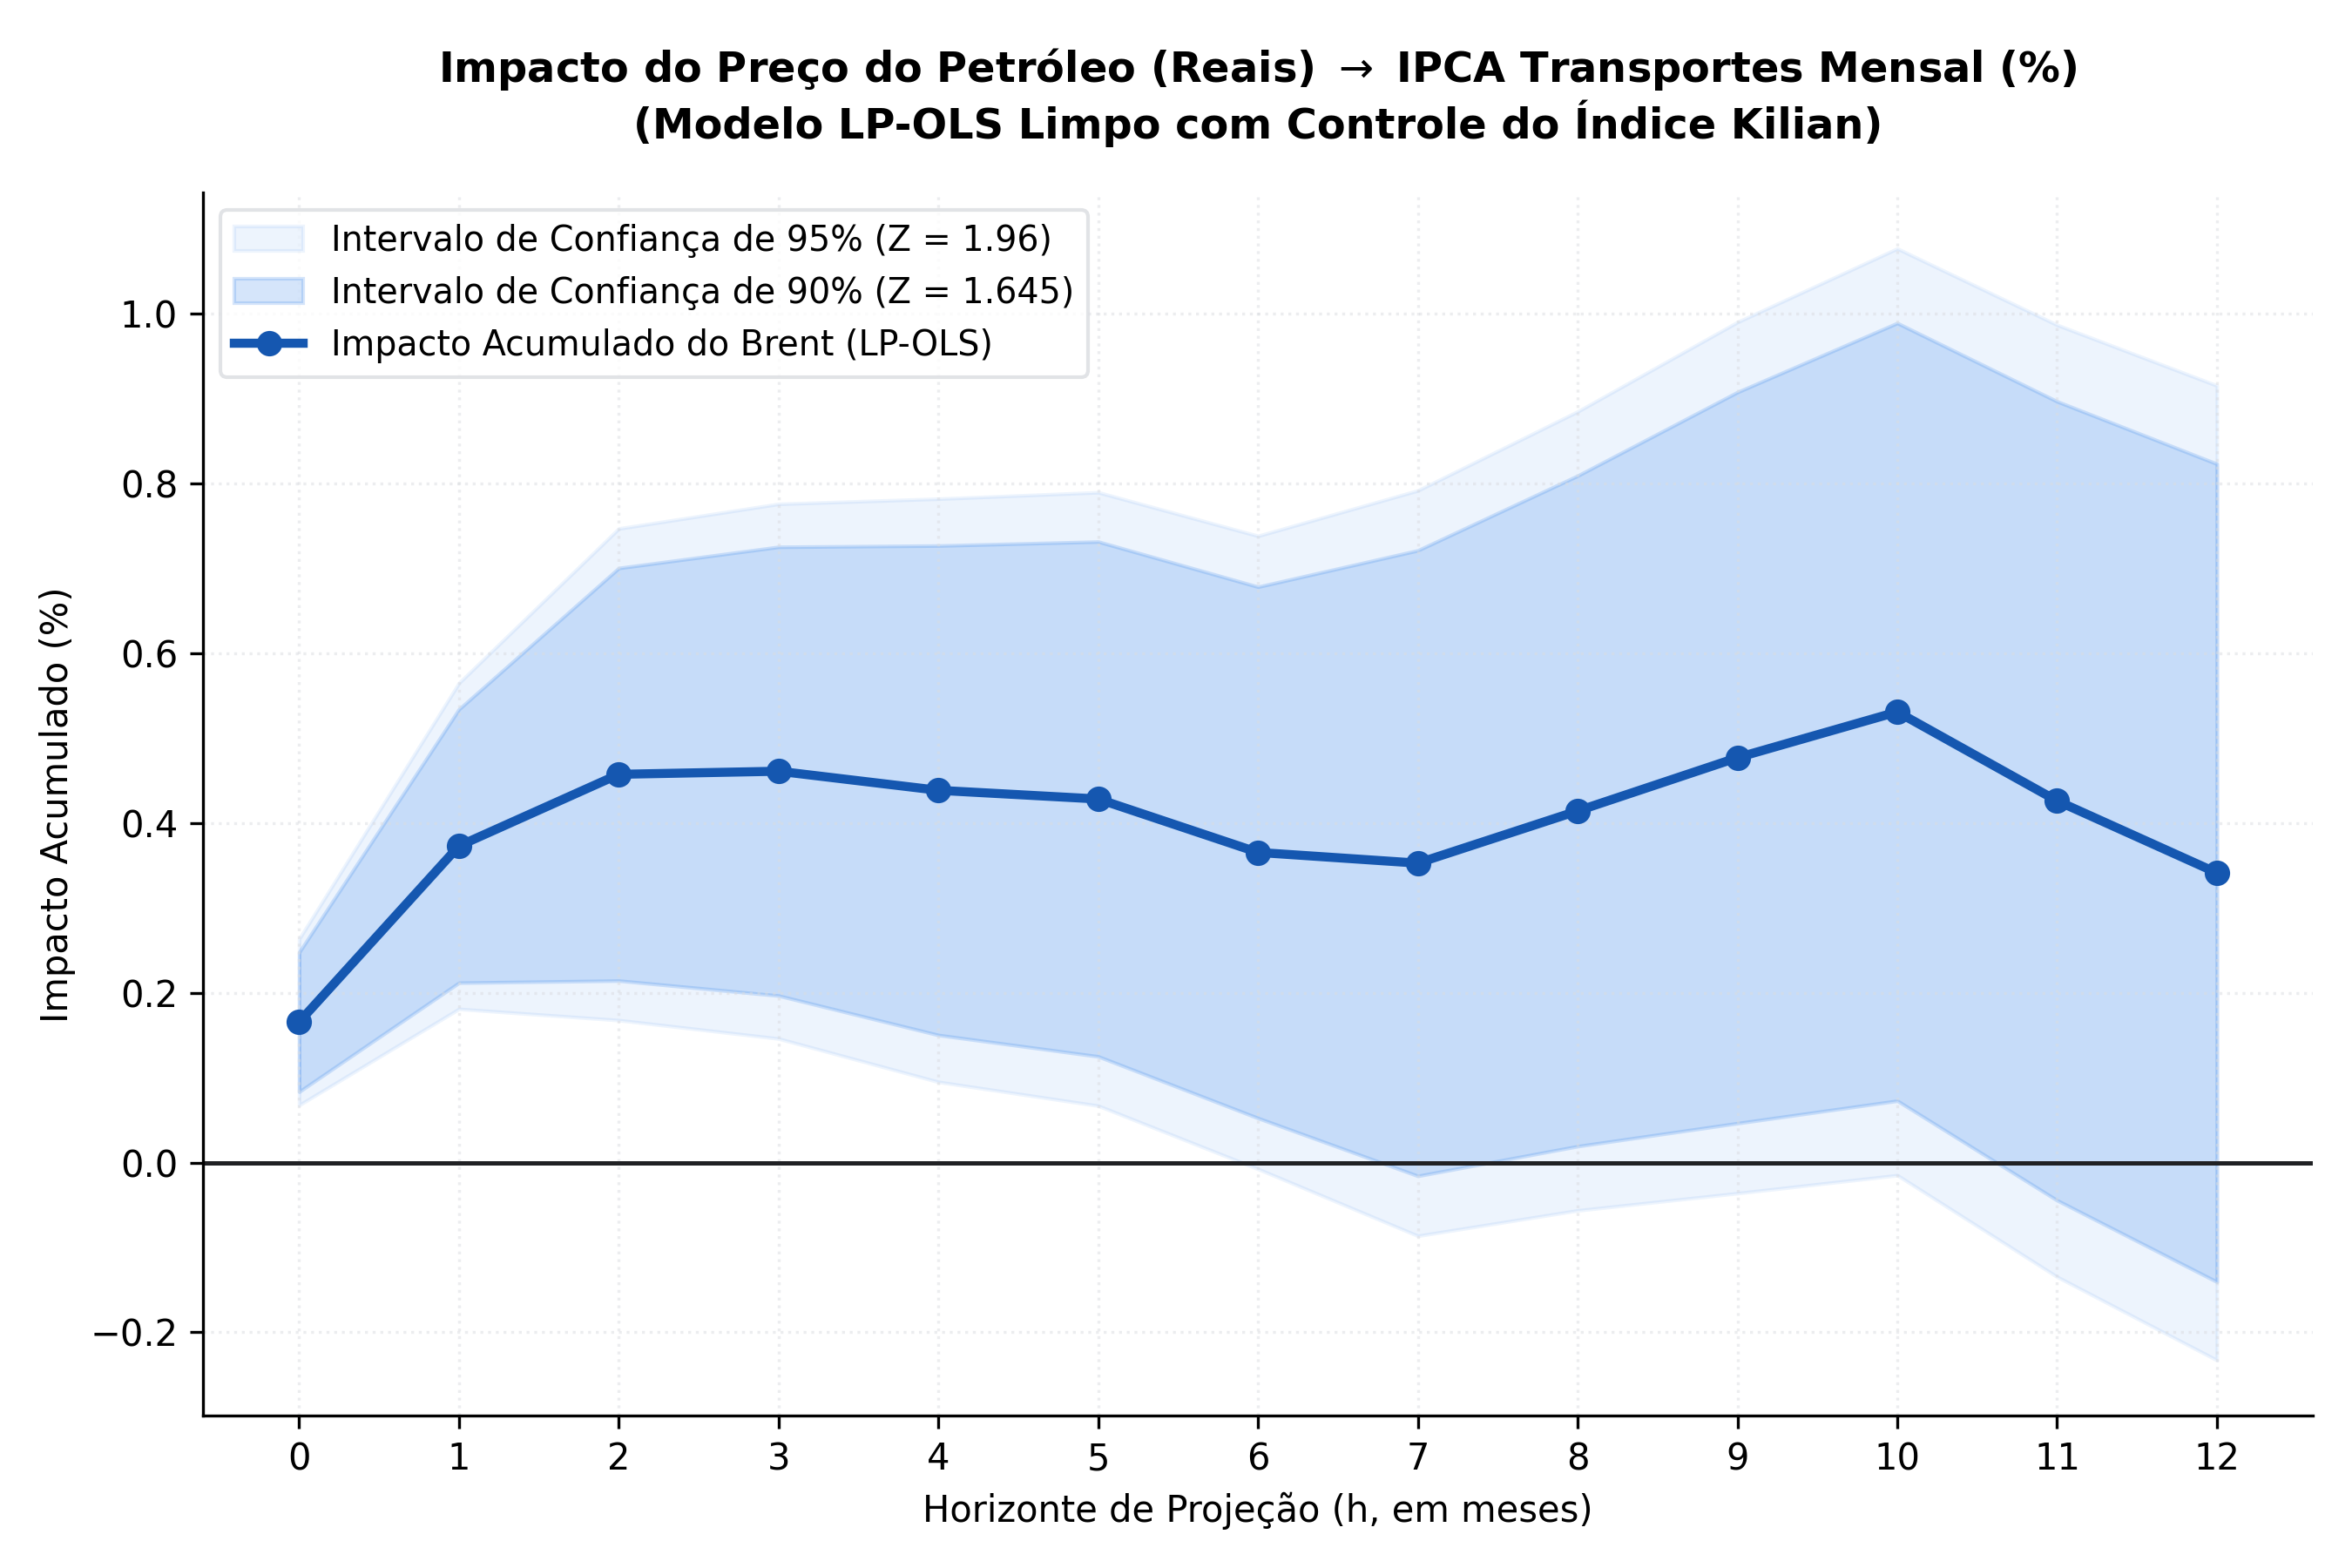 Impacto do Preço do Petróleo (Reais) → IPCA Transportes Mensal (%)
(Modelo LP-OLS Limpo com Controle do Índice Kilian)
Intervalo de Confiança de 95% (Z = 1.96)
Intervalo de Confiança de 90% (Z = 1.645)
Impacto Acumulado do Brent (LP-OLS)
Impacto Acumulado (%)
1.0
0.8
0.6
0.4
0.2
0.0
−0.2
0 1 2 3 4 5 6 7 8 9 10 11 12
Horizonte de Projeção (h, em meses)